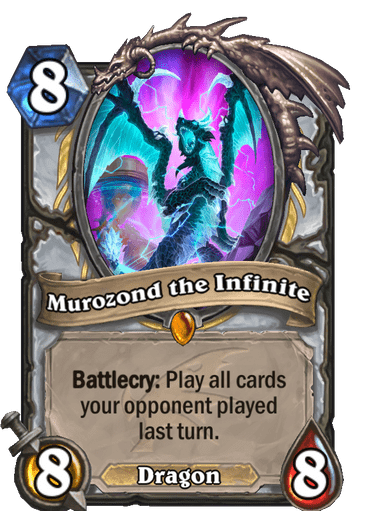 8
Murozond the Infinite
Battlecry: Play all cards
your opponent played
last turn.
8
Dragon
8